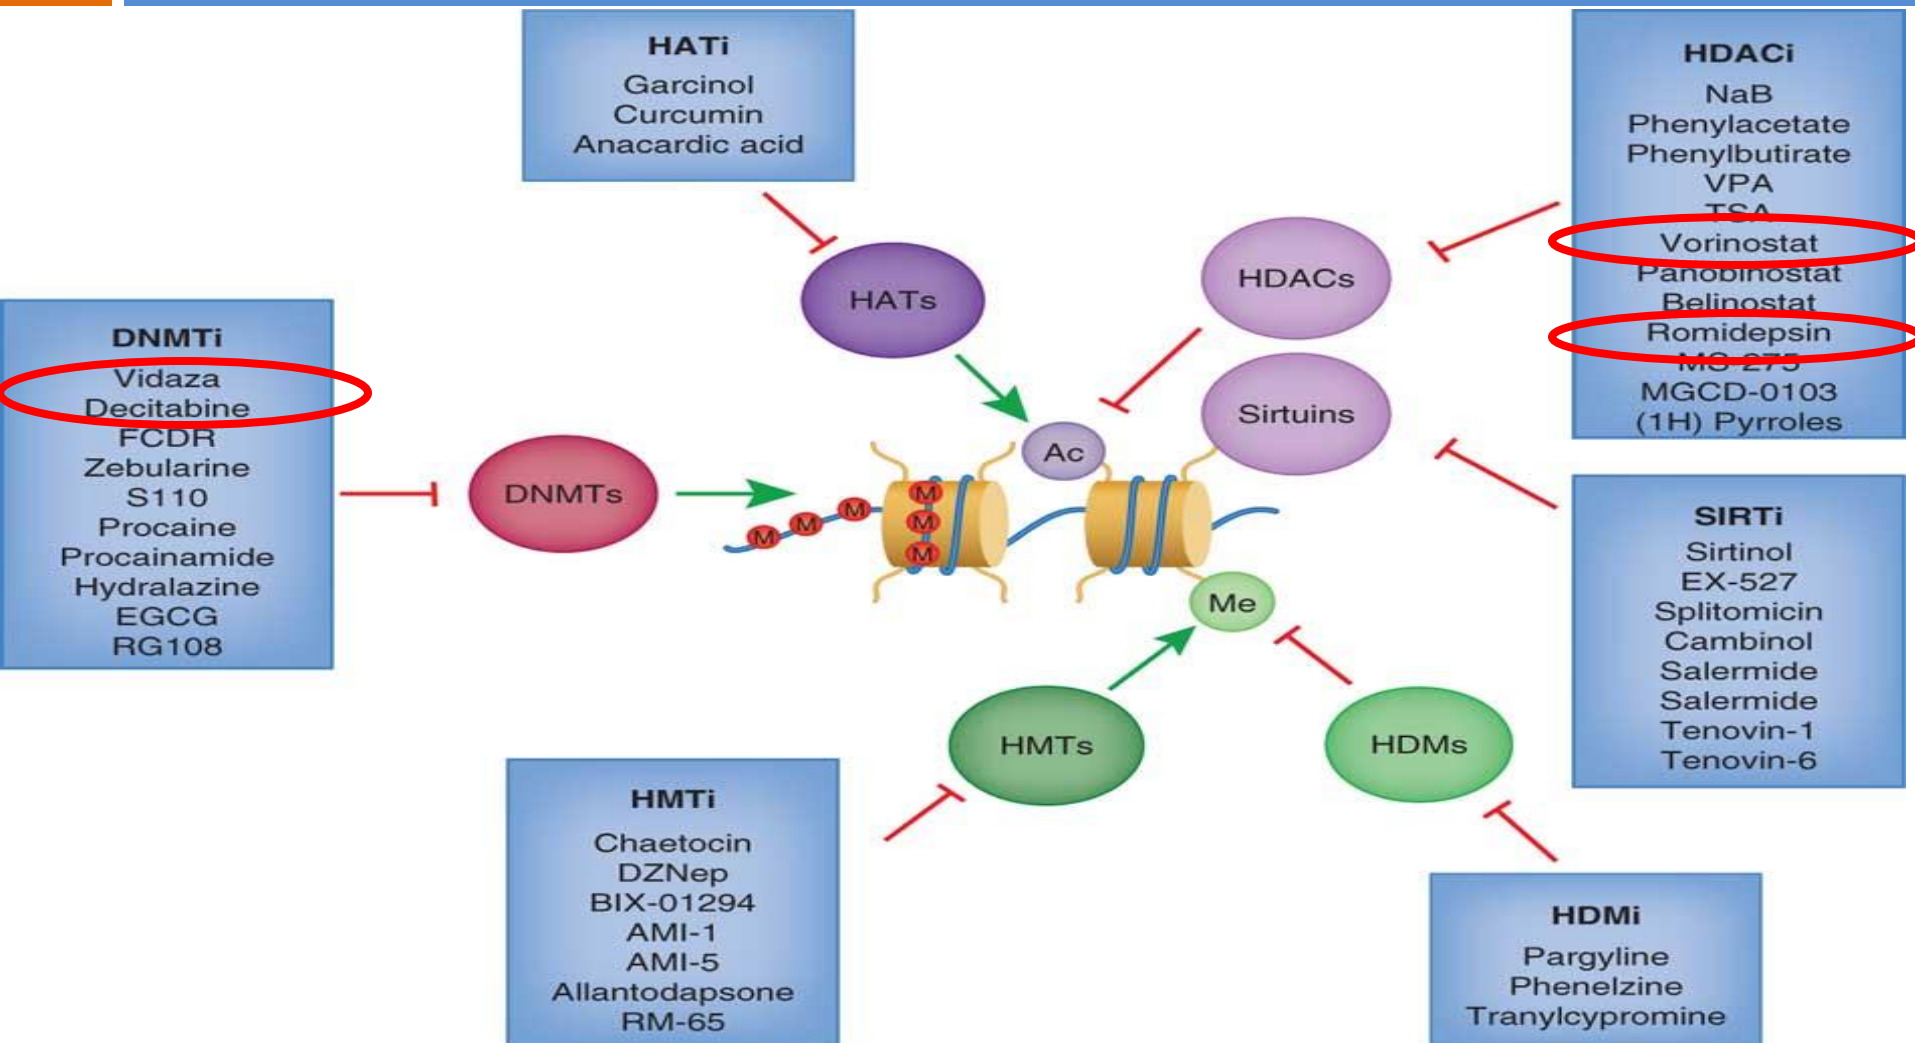 HATi
Garcinol
Curcumin
Anacardic acid
HDACi
NaB
Phenylacetate
Phenylbutirate
VPA
TSA
Vorinostat
Panobinostat
Belinostat
Romidepsin
MS-275
MGCD-0103
(1H) Pyrroles
HATs
HDACs
Sirtuins
Ac
DNMTi
Vidaza
Decitabine
FCDR
Zebularine
S110
Procaine
Procainamide
Hydralazine
EGCG
RG108
DNMTs
M
M
M
M
M
M
Me
SIRTi
Sirtinol
EX-527
Splitomicin
Cambinol
Salermide
Salermide
Tenovin-1
Tenovin-6
HMTs
HDMs
HMTi
Chaetocin
DZNep
BIX-01294
AMI-1
AMI-5
Allantodapsone
RM-65
HDMi
Pargyline
Phenelzine
Tranylcypromine